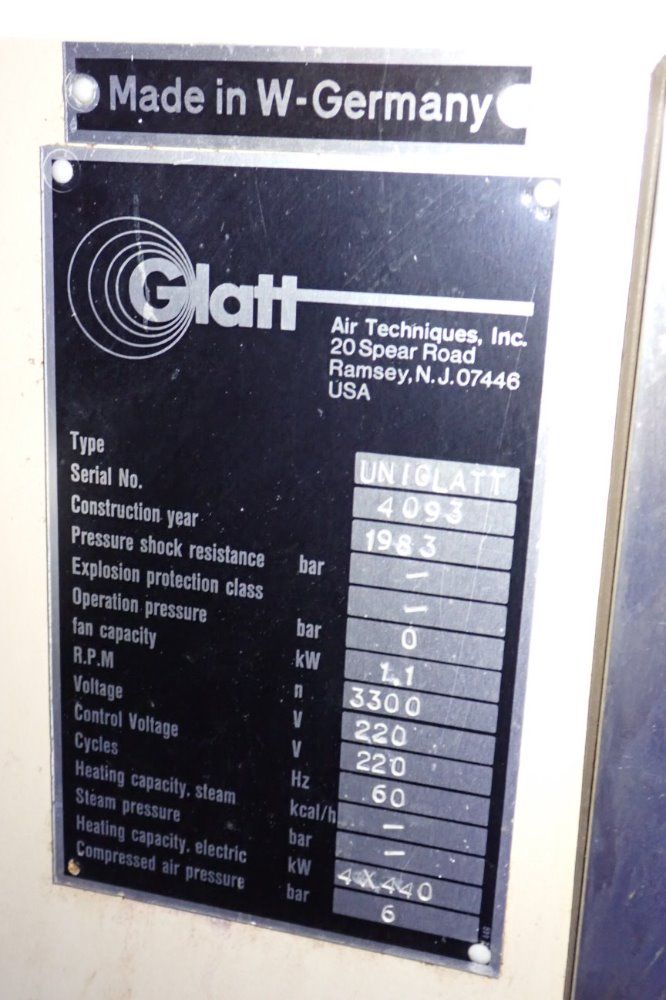 Made in W-Germany
Glatt
Air Techniques, Inc.
20 Spear Road
Ramsey, N.J. 07446
USA
Type UNIGLATT
Serial No. 4093
Construction year 1983
Pressure shock resistance bar –
Explosion protection class –
Operation pressure bar 0
fan capacity kW 1.1
R.P.M n 3300
Voltage V 220
Control Voltage V 220
Cycles Hz 60
Heating capacity, steam kcal/h –
Steam pressure bar –
Heating capacity, electric kW 4X440
Compressed air pressure bar 6